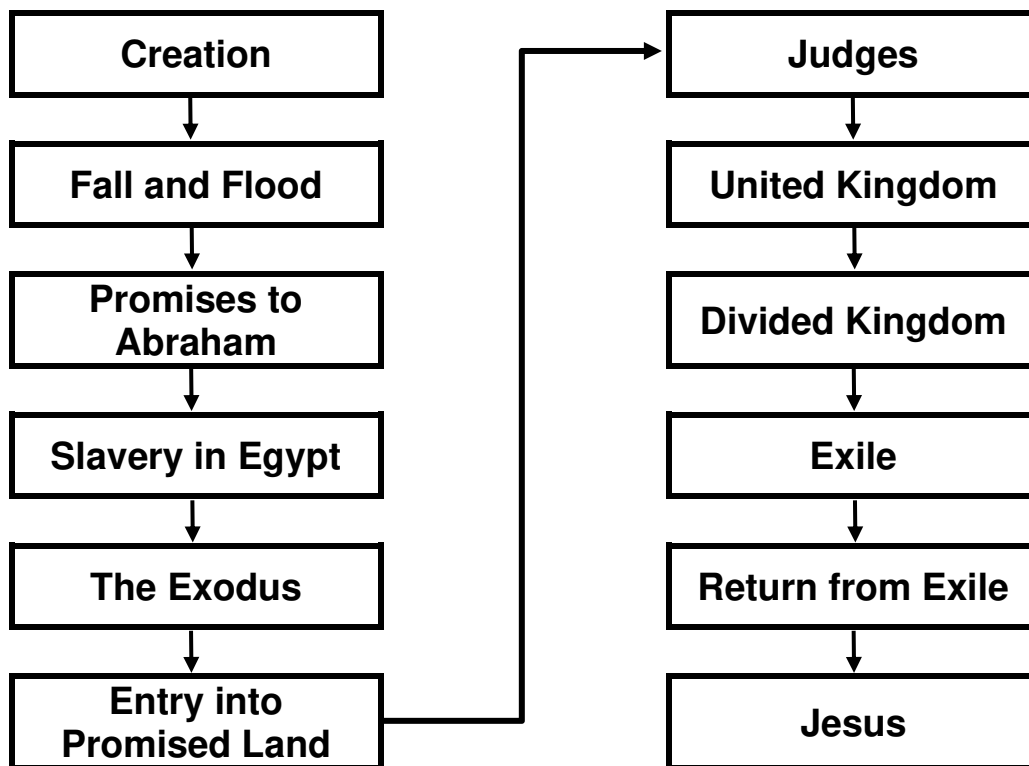 Creation
Fall and Flood
Promises to
Abraham
Slavery in Egypt
The Exodus
Entry into
Promised Land
Judges
United Kingdom
Divided Kingdom
Exile
Return from Exile
Jesus